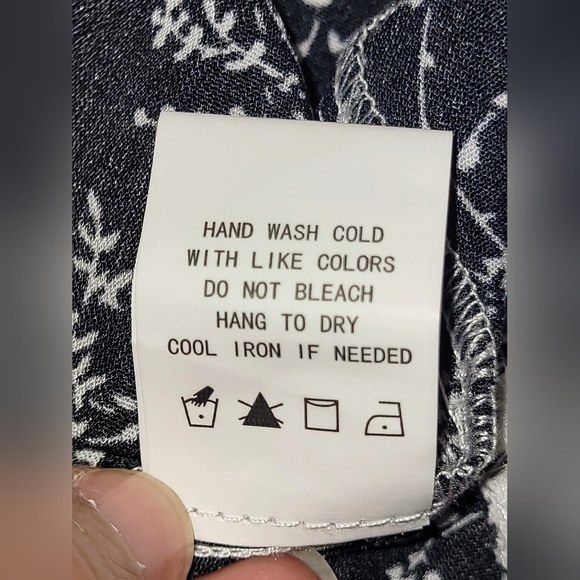 HAND WASH COLD
WITH LIKE COLORS
DO NOT BLEACH
HANG TO DRY
COOL IRON IF NEEDED